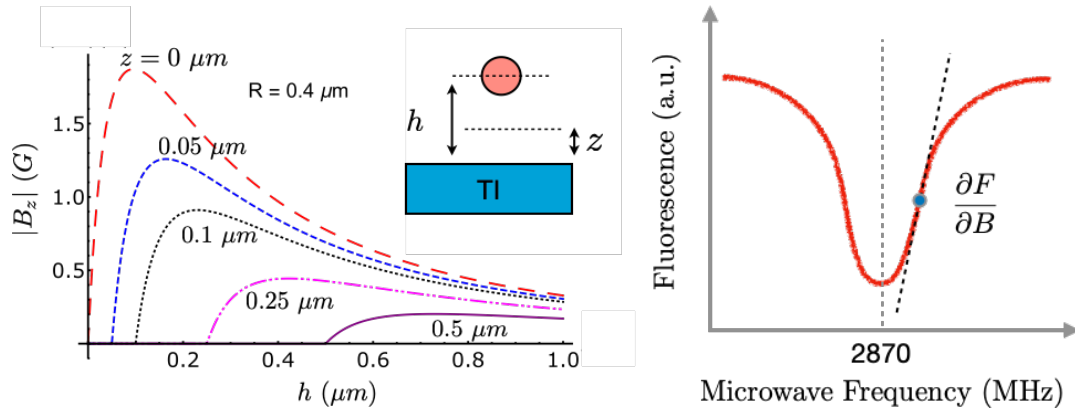 z = 0 μm
R = 0.4 μm
0.05
0.1 μm
0.25 μm
0.5 μm
1.5
1.0
0.5
|B_z| (G)
0.2
0.4
0.6
0.8
1.0
h (μm)
h
z
TI
Fluorescence (a.u.)
∂F
∂B
2870
Microwave Frequency (MHz)